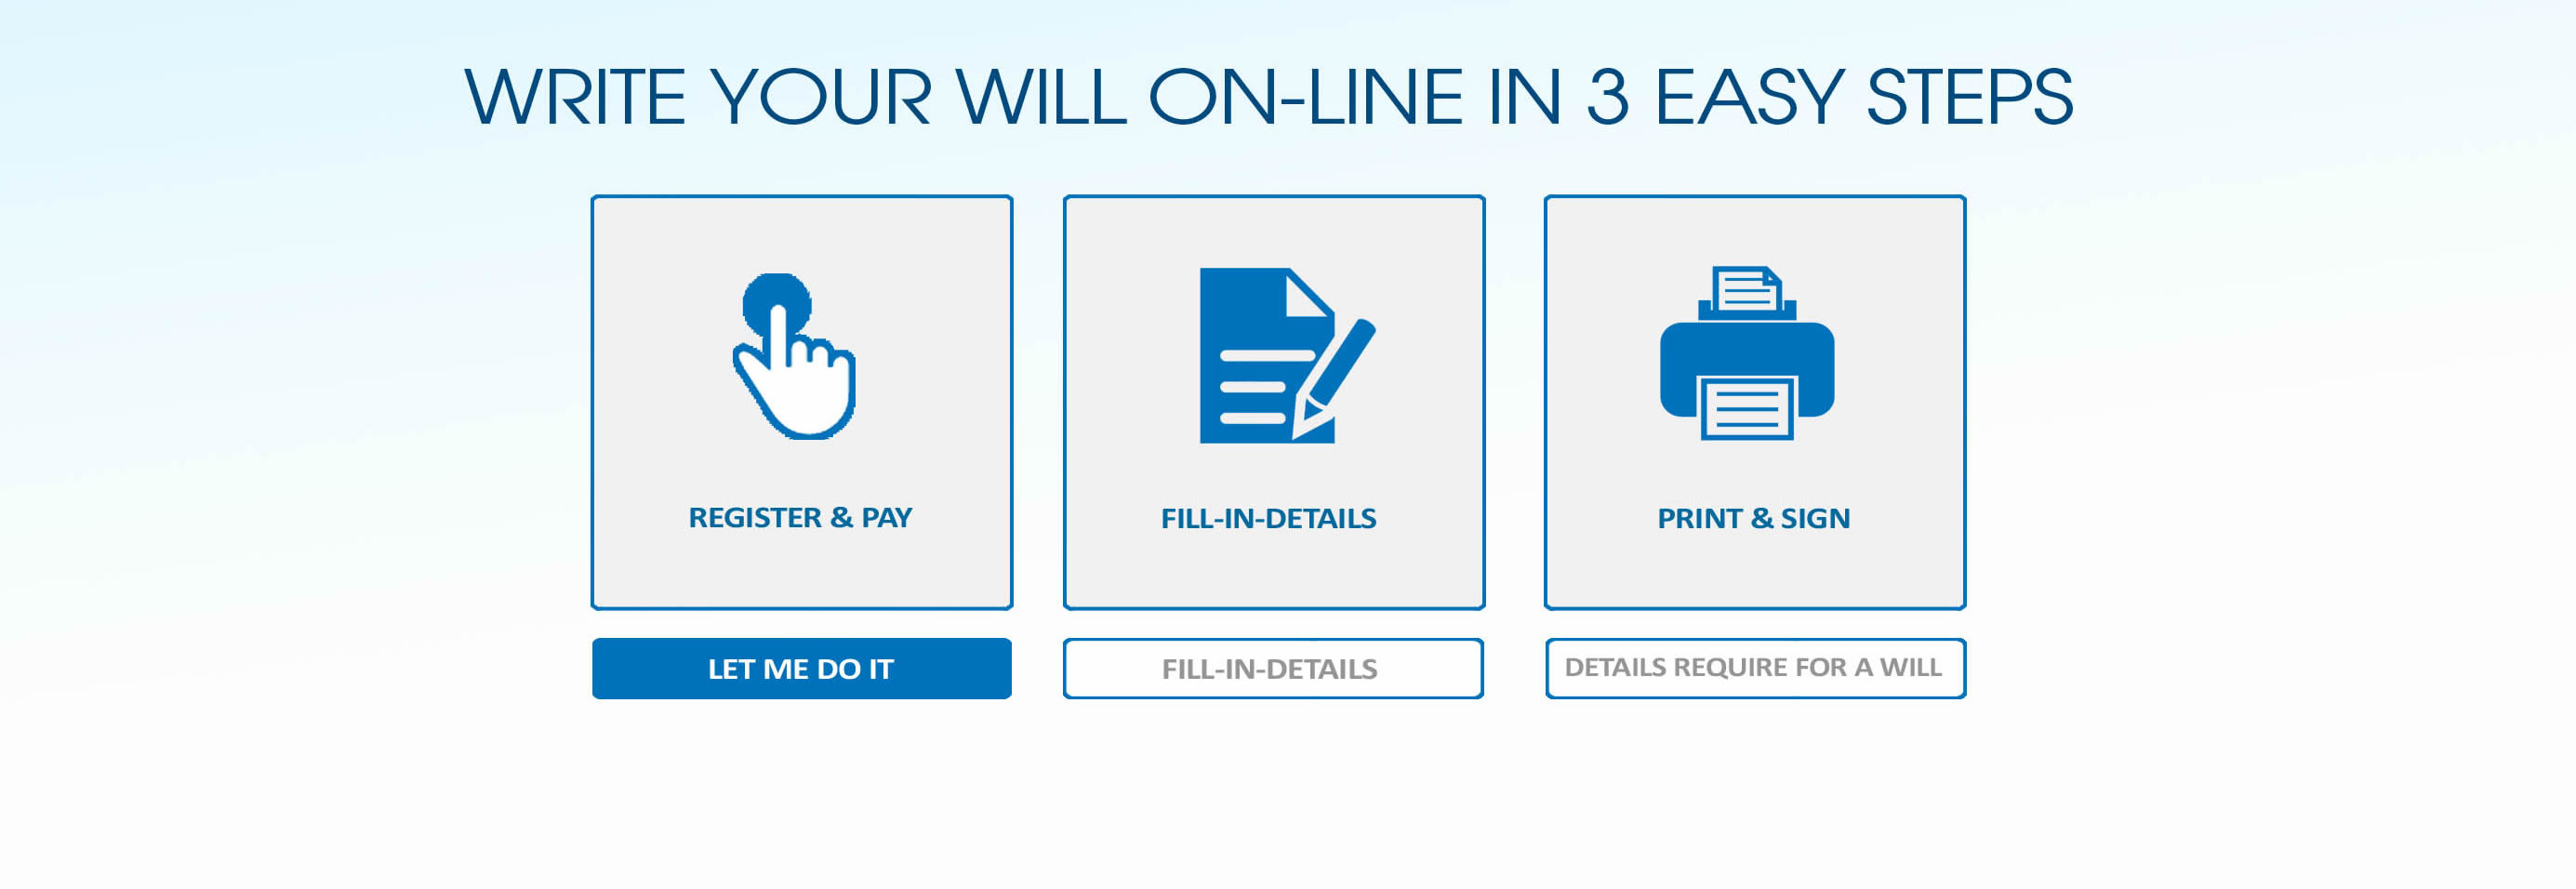 WRITE YOUR WILL ON-LINE IN 3 EASY STEPS
REGISTER & PAY
FILL-IN-DETAILS
PRINT & SIGN
LET ME DO IT
FILL-IN-DETAILS
DETAILS REQUIRE FOR A WILL